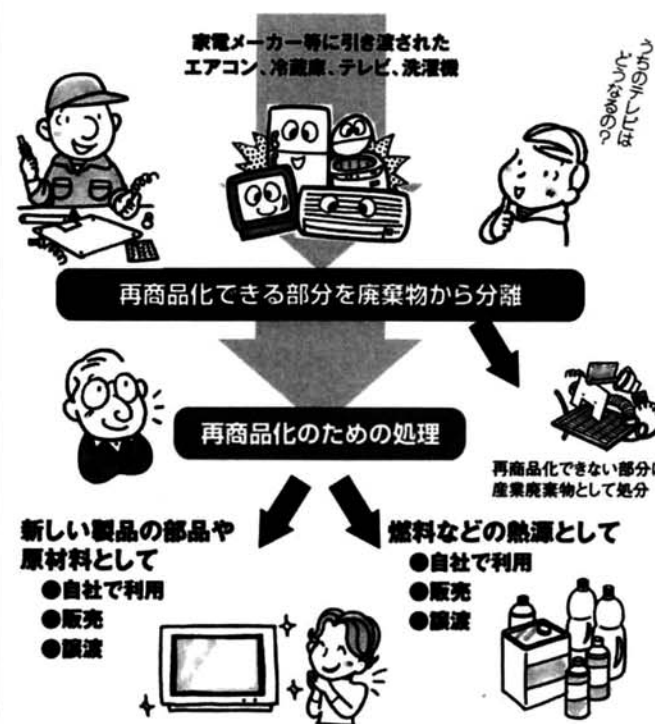 家電メーカー等に引き渡された
エアコン、冷蔵庫、テレビ、洗濯機
うちのテレビは
どうなるの？
再商品化できる部分を廃棄物から分離
再商品化のための処理
再商品化できない部分は
産業廃棄物として処分
新しい製品の部品や
原材料として
●自社で利用
●販売
●譲渡
燃料などの熱源として
●自社で利用
●販売
●譲渡